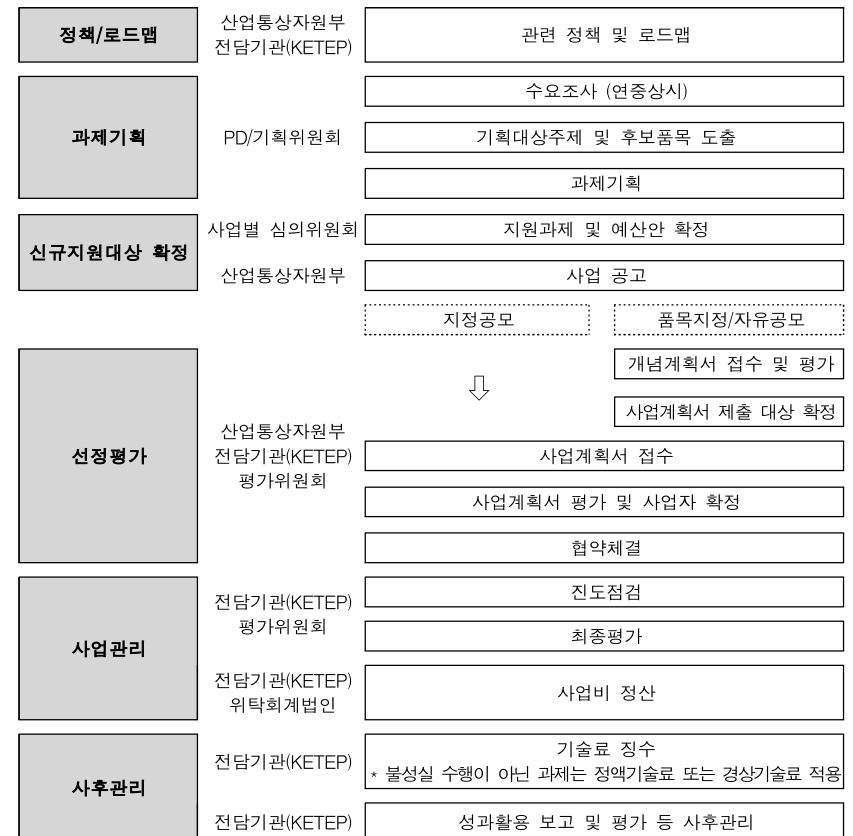 정책/로드맵
산업통상자원부
전담기관(KETEP)
관련 정책 및 로드맵
과제기획
PD/기획위원회
수요조사 (연중상시)
기획대상주제 및 후보품목 도출
과제기획
신규지원대상 확정
사업별 심의위원회
지원과제 및 예산안 확정
산업통상자원부
사업 공고
지정공모
품목지정/자유공모
선정평가
산업통상자원부
전담기관(KETEP)
평가위원회
개념계획서 접수 및 평가
사업계획서 제출 대상 확정
사업계획서 접수
사업계획서 평가 및 사업자 확정
협약체결
사업관리
전담기관(KETEP)
평가위원회
진도점검
최종평가
전담기관(KETEP)
위탁회계법인
사업비 정산
사후관리
전담기관(KETEP)
기술료 징수
* 불성실 수행이 아닌 과제는 정액기술료 또는 경상기술료 적용
전담기관(KETEP)
성과활용 보고 및 평가 등 사후관리